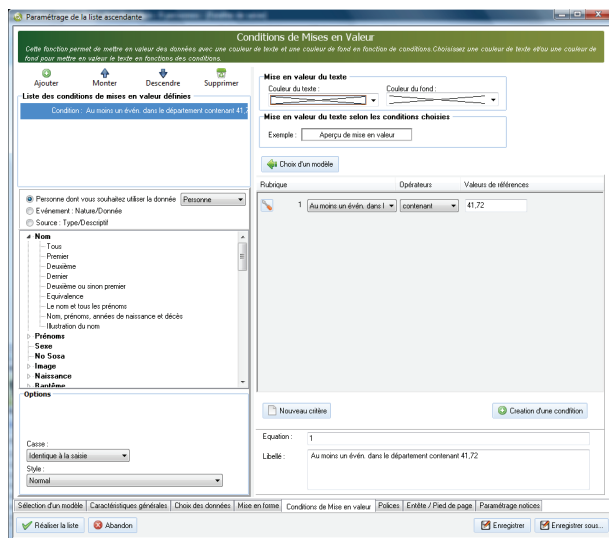 Paramétrage de la liste ascendante
Conditions de Mises en Valeur
Cette fonction permet de mettre en valeur des données avec une couleur de texte et une couleur de fond en fonction de conditions.Choisissez une couleur de texte et/ou une couleur de
fond pour mettre en valeur le texte en fonctions des conditions.
Ajouter Monter Descendre Supprimer
Liste des conditions de mises en valeur définies
Condition : Au moins un évén. dans le département contenant 41,7
Mise en valeur du texte
Couleur du texte : Couleur du fond :
Mise en valeur du texte selon les conditions choisies
Exemple : Aperçu de mise en valeur
Choix d'un modèle
Rubrique Opérateurs Valeurs de références
1 Au moins un évén. dans l contenant 41,72
Personne dont vous souhaitez utiliser la donnée Personne
Evénement : Nature/Donnée
Source : Type/Descriptif
Nom
Tous
Premier
Deuxième
Dernier
Deuxième ou sinon premier
Equivalence
Le nom et tous les prénoms
Nom, prénoms, années de naissance et décès
Illustration du nom
Prénoms
Sexe
No Sosa
Image
Naissance
Baptême
Options
Casse :
Identique à la saisie
Style :
Normal
Nouveau critère Creation d'une condition
Equation : 1
Libellé : Au moins un évén. dans le département contenant 41,72
Sélection d'un modèle Caractéristiques générales Choix des données Mise en forme Conditions de Mise en valeur Polices Entête / Pied de page Paramétrage notices
Réaliser la liste Abandon Enregistrer Enregistrer sous...